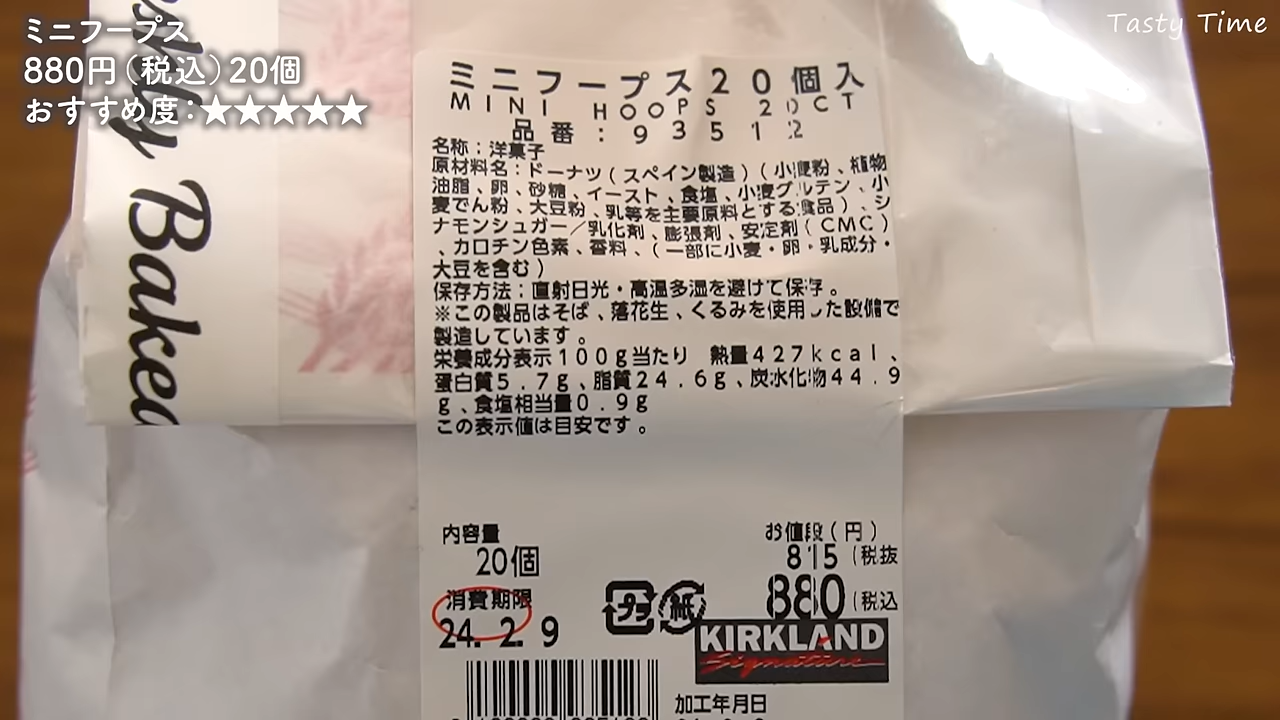 ミニフープス
880円(税込)20個
おすすめ度:★★★★★
Tasty Time
Bakery
ミニフープス20個入
MINI HOOPS 20CT
品番:93512
名称:洋菓子
原材料名:ドーナツ(スペイン製造)(小麦粉、植物
油脂、卵、砂糖、イースト、食塩、小麦グルテン、小
麦でん粉、大豆粉、乳等を主要原料とする食品)、シ
ナモンシュガー/乳化剤、膨張剤、安定剤(CMC)
、カロチン色素、香料、(一部に小麦・卵・乳成分・
大豆を含む)
保存方法:直射日光・高温多湿を避けて保存。
※この製品はそば、落花生、くるみを使用した設備で
製造しています。
栄養成分表示100g当たり 熱量427kcal、
蛋白質5.7g、脂質24.6g、炭水化物44.9
g、食塩相当量0.9g
この表示値は目安です。
内容量
20個
お値段(円)
815(税抜
880(税込
消費期限
24. 2. 9
プラ 紙
KIRKLAND
Signature
加工年月日